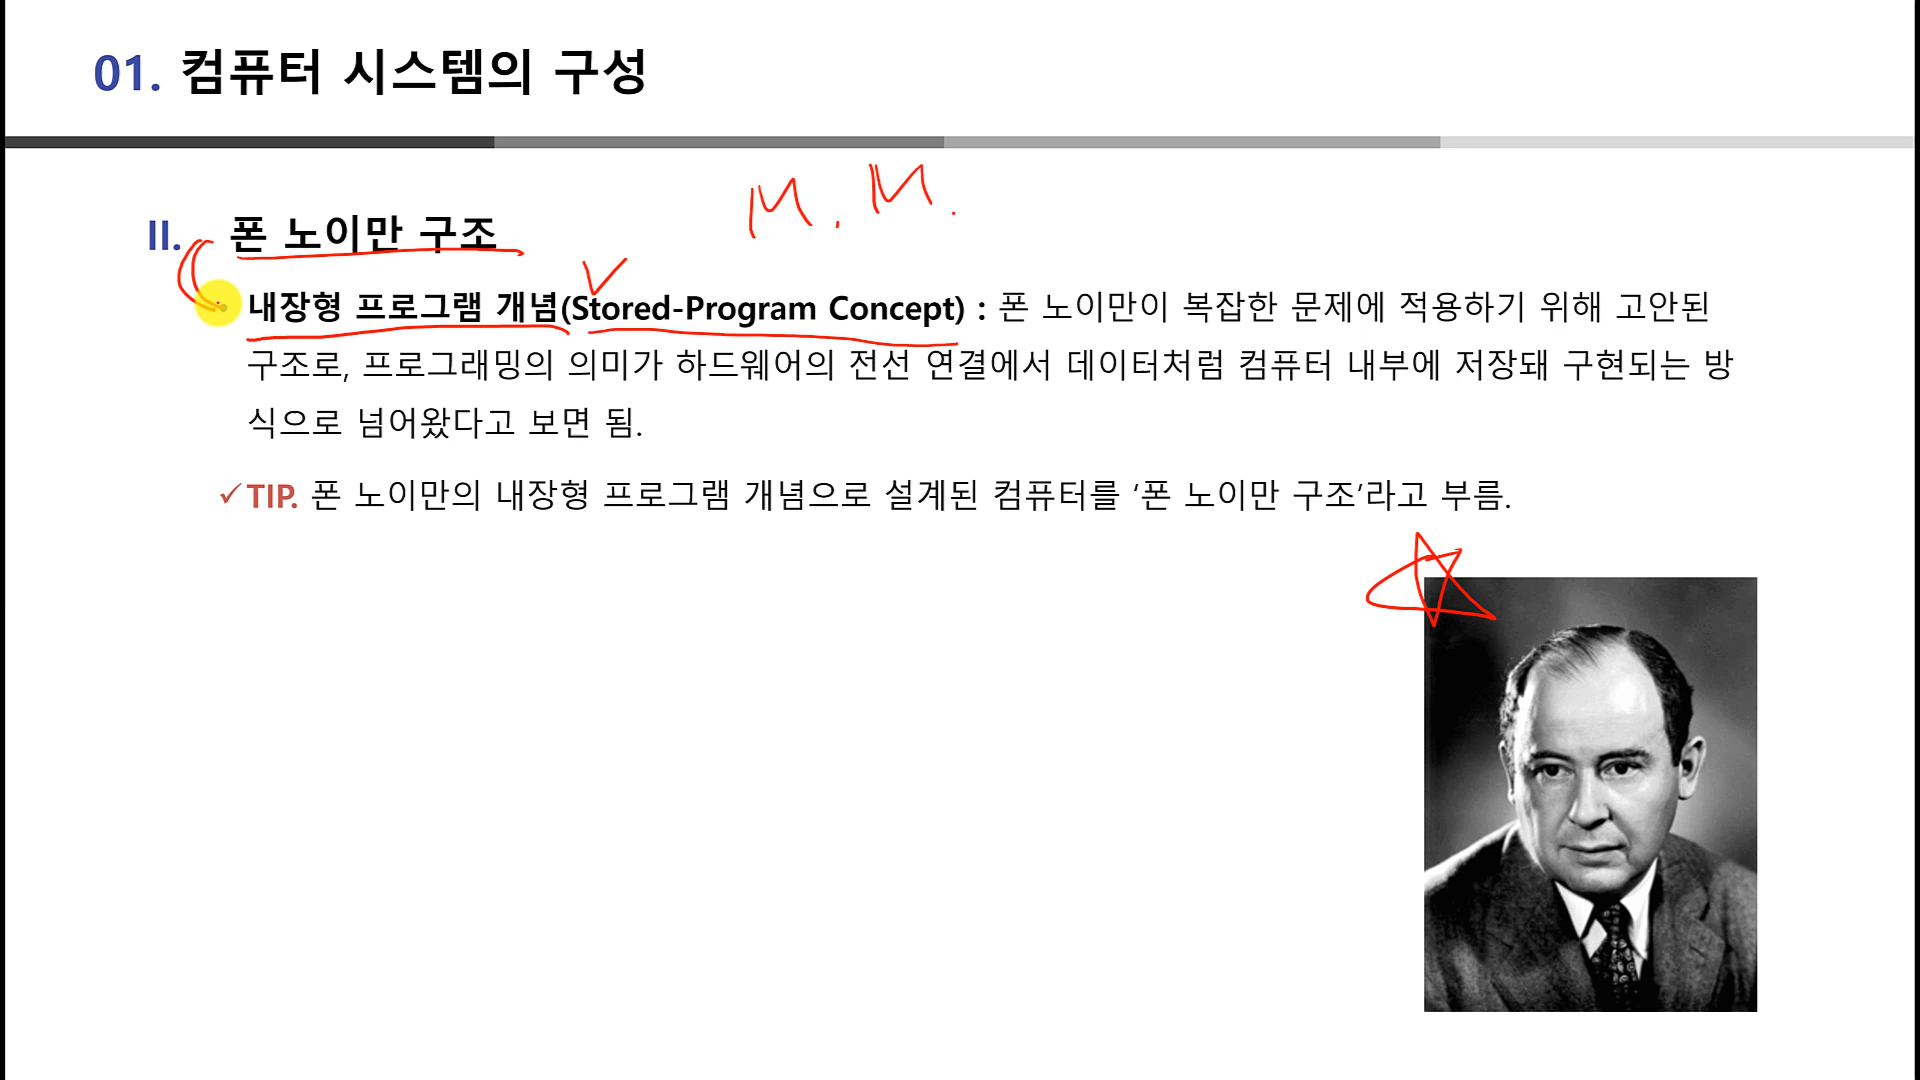 01. 컴퓨터 시스템의 구성
M. M.
II. 폰 노이만 구조
내장형 프로그램 개념(Stored-Program Concept) : 폰 노이만이 복잡한 문제에 적용하기 위해 고안된
구조로, 프로그래밍의 의미가 하드웨어의 전선 연결에서 데이터처럼 컴퓨터 내부에 저장돼 구현되는 방
식으로 넘어왔다고 보면 됨.
✓TIP. 폰 노이만의 내장형 프로그램 개념으로 설계된 컴퓨터를 ‘폰 노이만 구조’라고 부름.